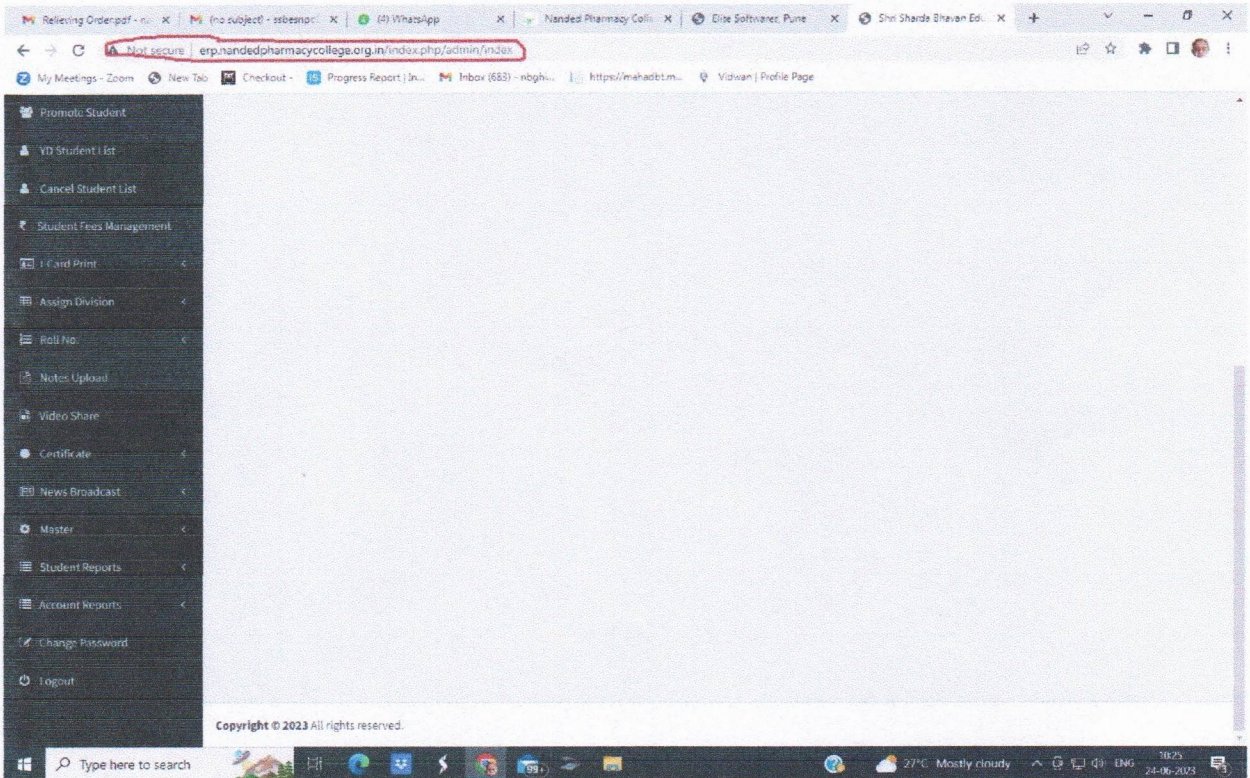 Relieving Order.pdf - n
(no subject) - ssbesnpc
(4) WhatsApp
Nanded Pharmacy Coll
Elite Softwares, Pune
Shri Sharda Bhavan Edu
Not secure erp.nandedpharmacycollege.org.in/index.php/admin/index
My Meetings - Zoom New Tab Checkout - Progress Report | In... Inbox (683) - https://mahadbt.m... Vidwan | Profile Page
Promote Student
YD Student List
Cancel Student List
Student Fees Management
I Card Print
Assign Division
Roll No.
Notes Upload
Video Share
Certificate
News Broadcast
Master
Student Reports
Account Reports
Change Password
Logout
Copyright © 2023 All rights reserved.
Type here to search
99+
27°C Mostly cloudy ENG
10:25
24-06-2023